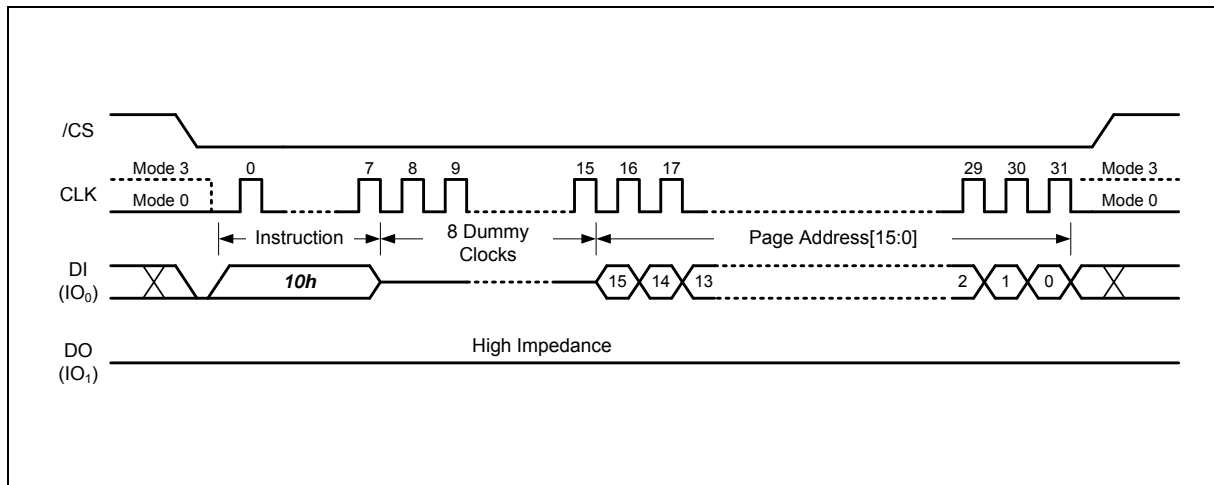 /CS
Mode 3 0 7 8 9 15 16 17 29 30 31 Mode 3
CLK
Mode 0 Mode 0
Instruction 8 Dummy Clocks Page Address[15:0]
DI
(IO₀)
10h 15 14 13 2 1 0
High Impedance
DO
(IO₁)